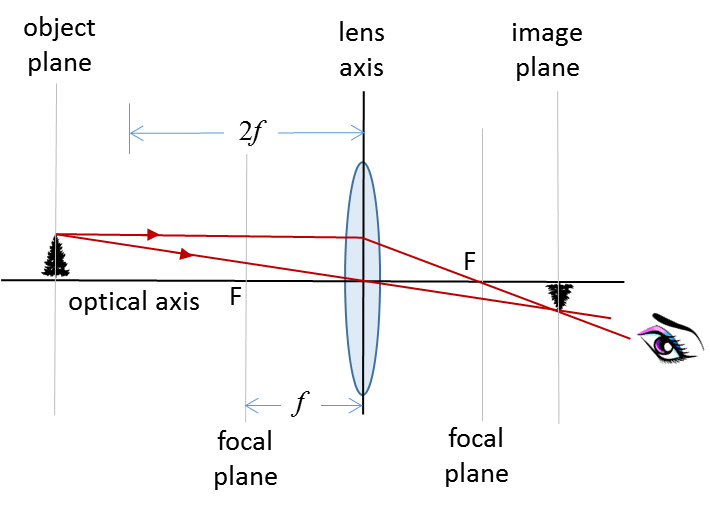 object
plane
lens
axis
image
plane
2f
F
optical axis
F
f
focal
plane
focal
plane